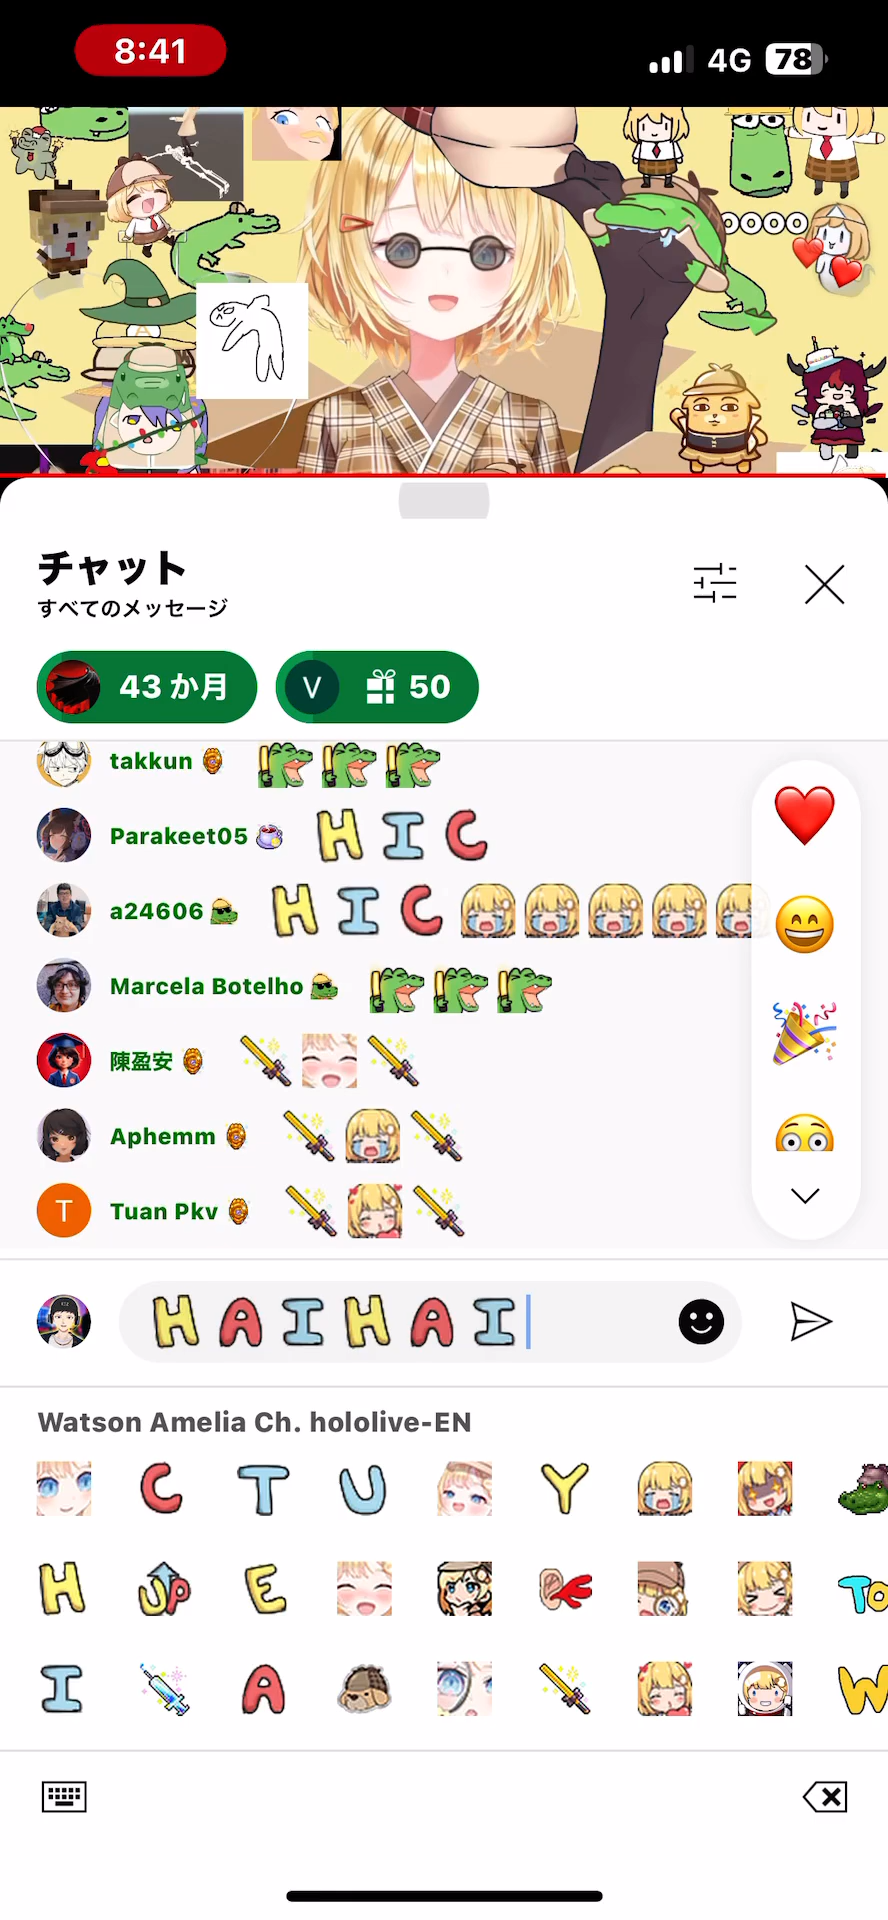 8:41 4G 78
OOOO
チャット
すべてのメッセージ
43 か月 V 50
takkun
Parakeet05 HIC
a24606 HIC
Marcela Botelho
陳盈安
Aphemm
T Tuan Pkv
HAIHAI
Watson Amelia Ch. hololive-EN
C T U Y
H UP E TO
I A W